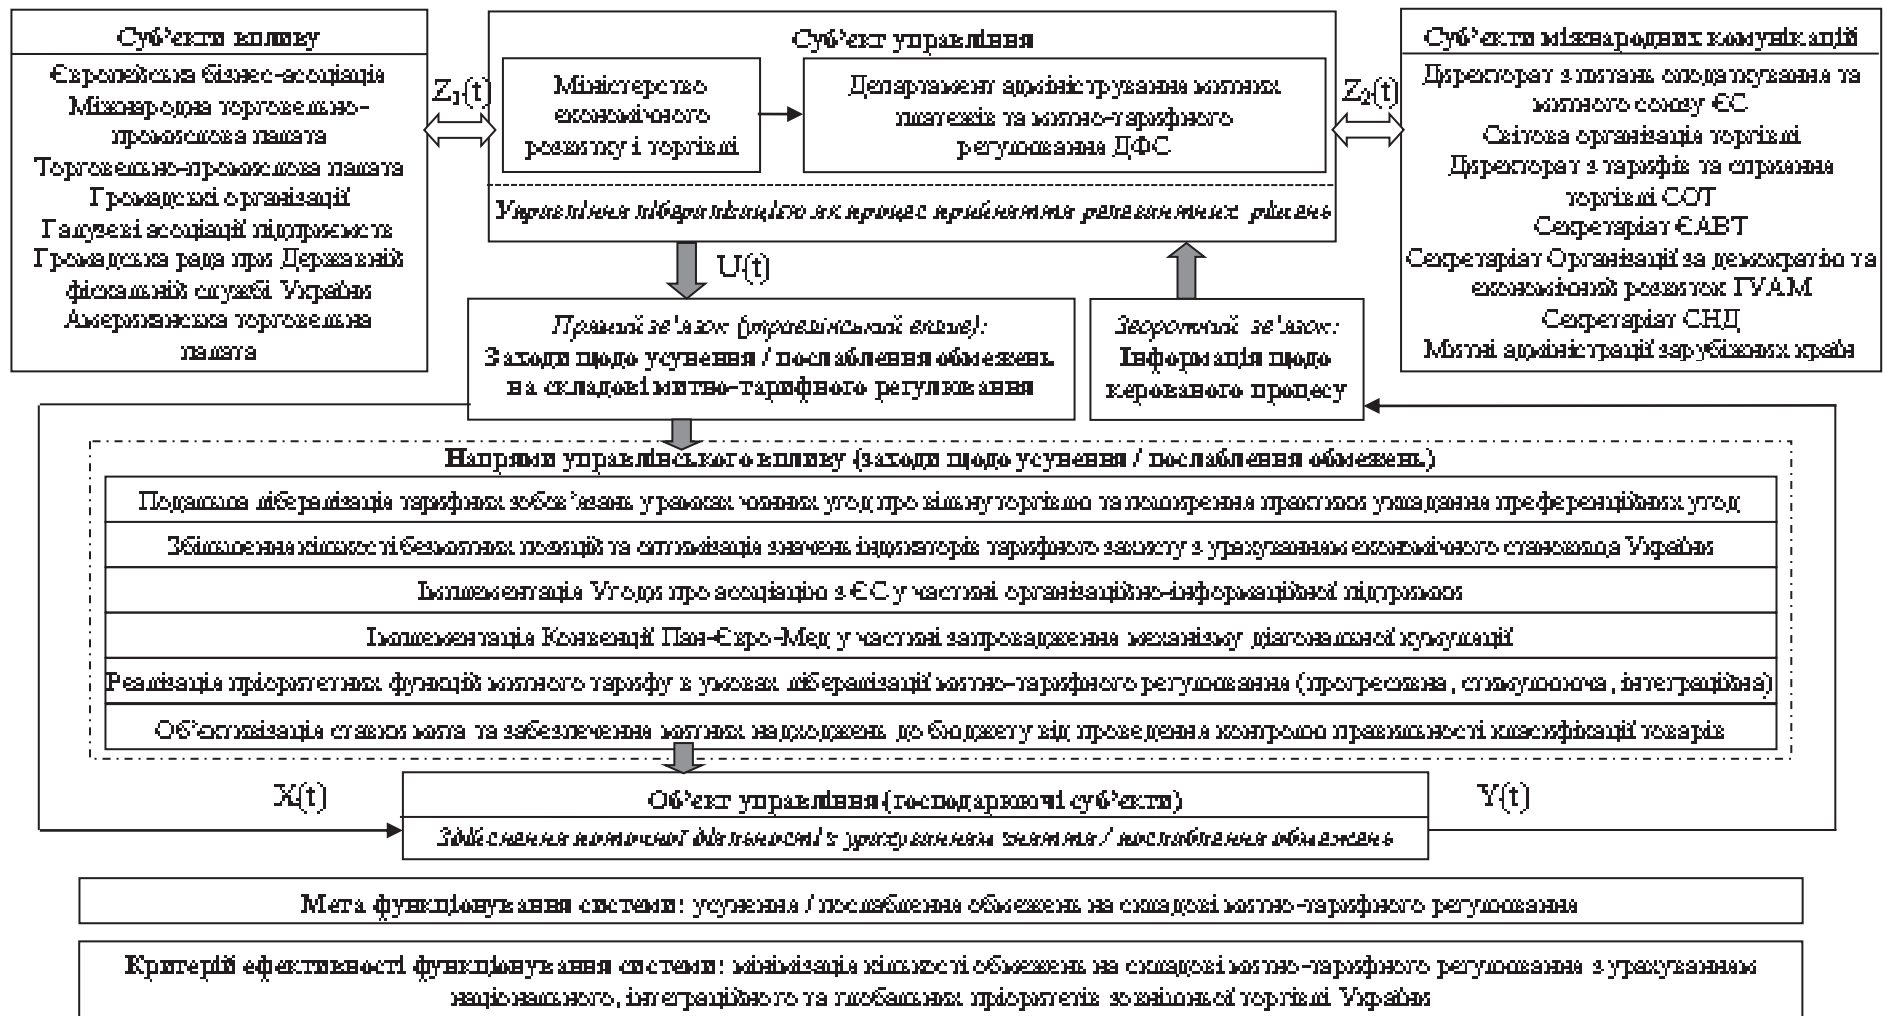 Суб’єкти впливу
Європейська бізнес-асоціація
Міжнародна торговельно-
промислова палата
Торговельно-промислова палата
Громадські організації
Галузеві асоціації підприємств
Громадська рада при Державній
фіскальній службі України
Американська торговельна
палата
Z₁(t)
Суб’єкт управління
Міністерство
економічного
розвитку і торгівлі
Департамент адміністрування митних
платежів та митно-тарифного
регулювання ДФС
Управління лібералізацією як процес прийняття релевантних рішень
Z₂(t)
Суб’єкти міжнародних комунікацій
Директорат з питань оподаткування та
митного союзу ЄС
Світова організація торгівлі
Директорат з тарифів та сприяння
торгівлі СОТ
Секретаріат ЄАВТ
Секретаріат Організації за демократію та
економічний розвиток ГУАМ
Секретаріат СНД
Митні адміністрації зарубіжних країн
U(t)
Прямий зв’язок (управлінський вплив):
Заходи щодо усунення / послаблення обмежень
на складові митно-тарифного регулювання
Зворотний зв’язок:
Інформація щодо
керованого процесу
Напрями управлінського впливу (заходи щодо усунення / послаблення обмежень)
Подальша лібералізація тарифних зобов’язань у рамках чинних угод про вільну торгівлю та поширення практики укладання преференційних угод
Збільшення кількості безмитних позицій та оптимізація значень індикаторів тарифного захисту з урахуванням економічного становища України
Імплементація Угоди про асоціацію з ЄС у частині організаційно-інформаційної підтримки
Імплементація Конвенції Пан-Євро-Мед у частині запровадження механізму діагональної кумуляції
Реалізація пріоритетних функцій митного тарифу в умовах лібералізації митно-тарифного регулювання (прогресивна, стимулююча, інтеграційна)
Об’єктивізація ставки мита та забезпечення митних надходжень до бюджету від проведення контролю правильності класифікації товарів
X(t)
Об’єкт управління (господарюючі суб’єкти)
Здійснення поточної діяльності з урахуванням зняття / послаблення обмежень
Y(t)
Мета функціонування системи: усунення / послаблення обмежень на складові митно-тарифного регулювання
Критерій ефективності функціонування системи: мінімізація кількості обмежень на складові митно-тарифного регулювання з урахуванням
національного, інтеграційного та глобальних пріоритетів зовнішньої торгівлі України